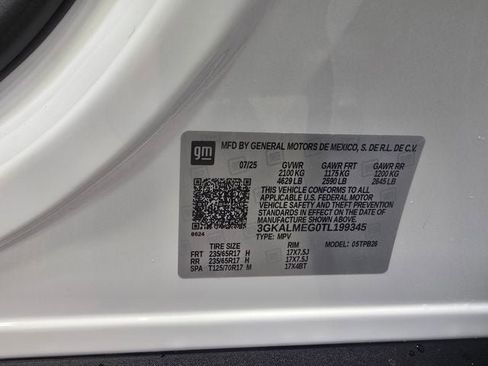 gm
MFD BY GENERAL MOTORS DE MEXICO, S. DE R.L. DE C.V.
07/25 GVWR GAWR FRT GAWR RR
2100 KG 1175 KG 1200 KG
4629 LB 2590 LB 2645 LB
THIS VEHICLE CONFORMS TO ALL
APPLICABLE U.S. FEDERAL MOTOR
VEHICLE SAFETY AND THEFT PREVENTION
STANDARDS IN EFFECT ON THE DATE OF
MANUFACTURE SHOWN ABOVE.
3GKALMEG0TL199345
0624 TYPE: MPV MODEL: 05TPB26
TIRE SIZE RIM
FRT 235/65R17 H 17X7.5J
RR 235/65R17 H 17X7.5J
SPA T125/70R17 M 17X4BT